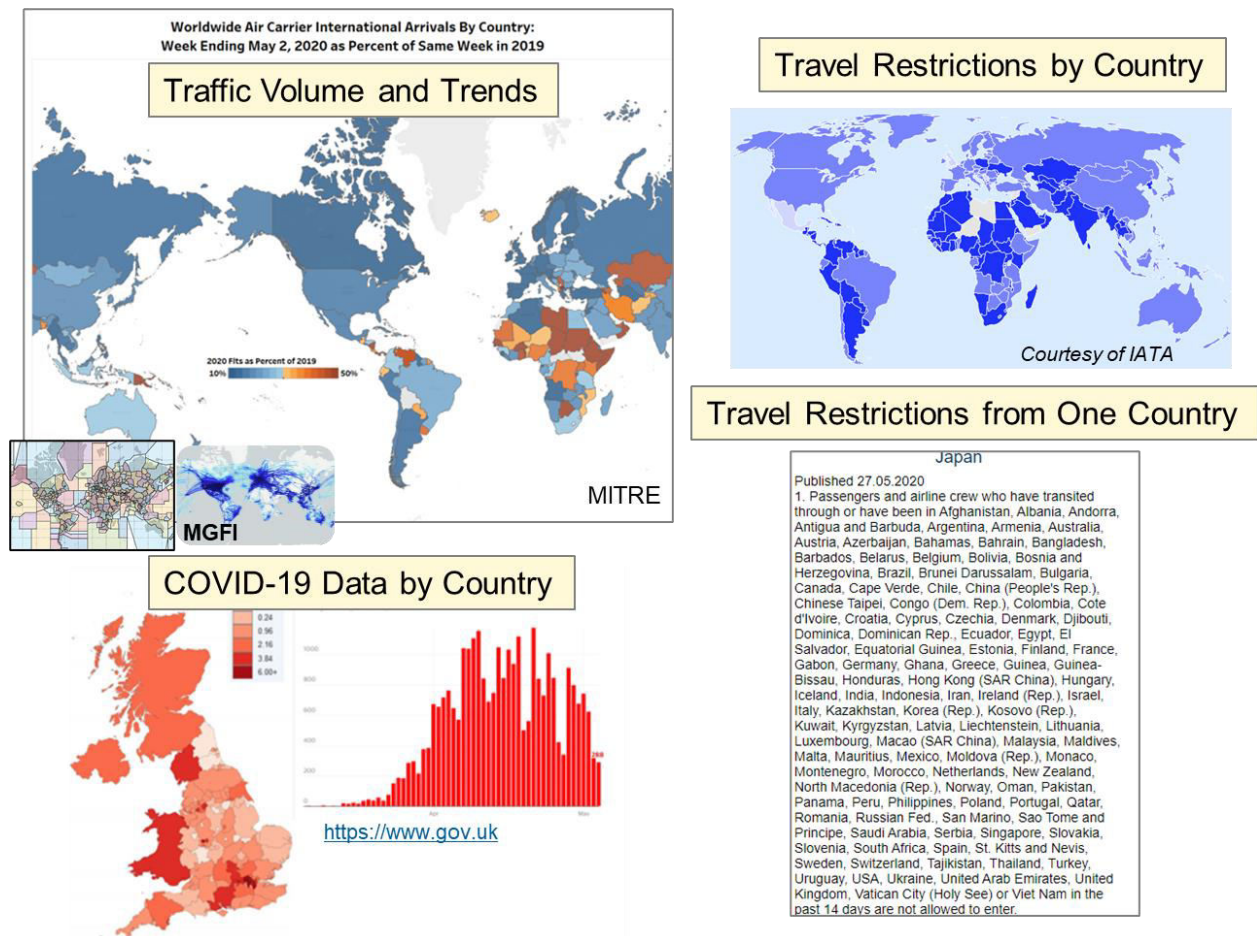 Worldwide Air Carrier International Arrivals By Country:
Week Ending May 2, 2020 as Percent of Same Week in 2019
Traffic Volume and Trends
2020 Flts as Percent of 2019
10%
50%
MITRE
MGFI
Travel Restrictions by Country
Courtesy of IATA
COVID-19 Data by Country
0.24
0.96
2.16
3.84
6.00+
1000
800
600
400
200
0
288
Apr
May
https://www.gov.uk
Travel Restrictions from One Country
Japan
Published 27.05.2020
1. Passengers and airline crew who have transited
through or have been in Afghanistan, Albania, Andorra,
Antigua and Barbuda, Argentina, Armenia, Australia,
Austria, Azerbaijan, Bahamas, Bahrain, Bangladesh,
Barbados, Belarus, Belgium, Bolivia, Bosnia and
Herzegovina, Brazil, Brunei Darussalam, Bulgaria,
Canada, Cape Verde, Chile, China (People's Rep.),
Chinese Taipei, Congo (Dem. Rep.), Colombia, Cote
d'Ivoire, Croatia, Cyprus, Czechia, Denmark, Djibouti,
Dominica, Dominican Rep., Ecuador, Egypt, El
Salvador, Equatorial Guinea, Estonia, Finland, France,
Gabon, Germany, Ghana, Greece, Guinea, Guinea-
Bissau, Honduras, Hong Kong (SAR China), Hungary,
Iceland, India, Indonesia, Iran, Ireland (Rep.), Israel,
Italy, Kazakhstan, Korea (Rep.), Kosovo (Rep.),
Kuwait, Kyrgyzstan, Latvia, Liechtenstein, Lithuania,
Luxembourg, Macao (SAR China), Malaysia, Maldives,
Malta, Mauritius, Mexico, Moldova (Rep.), Monaco,
Montenegro, Morocco, Netherlands, New Zealand,
North Macedonia (Rep.), Norway, Oman, Pakistan,
Panama, Peru, Philippines, Poland, Portugal, Qatar,
Romania, Russian Fed., San Marino, Sao Tome and
Principe, Saudi Arabia, Serbia, Singapore, Slovakia,
Slovenia, South Africa, Spain, St. Kitts and Nevis,
Sweden, Switzerland, Tajikistan, Thailand, Turkey,
Uruguay, USA, Ukraine, United Arab Emirates, United
Kingdom, Vatican City (Holy See) or Viet Nam in the
past 14 days are not allowed to enter.